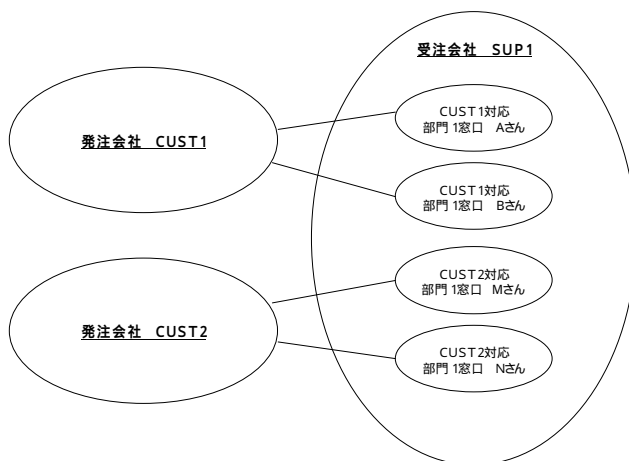 受注会社　SUP1
発注会社　CUST1
CUST1対応
部門1窓口　Aさん
CUST1対応
部門1窓口　Bさん
発注会社　CUST2
CUST2対応
部門1窓口　Mさん
CUST2対応
部門1窓口　Nさん